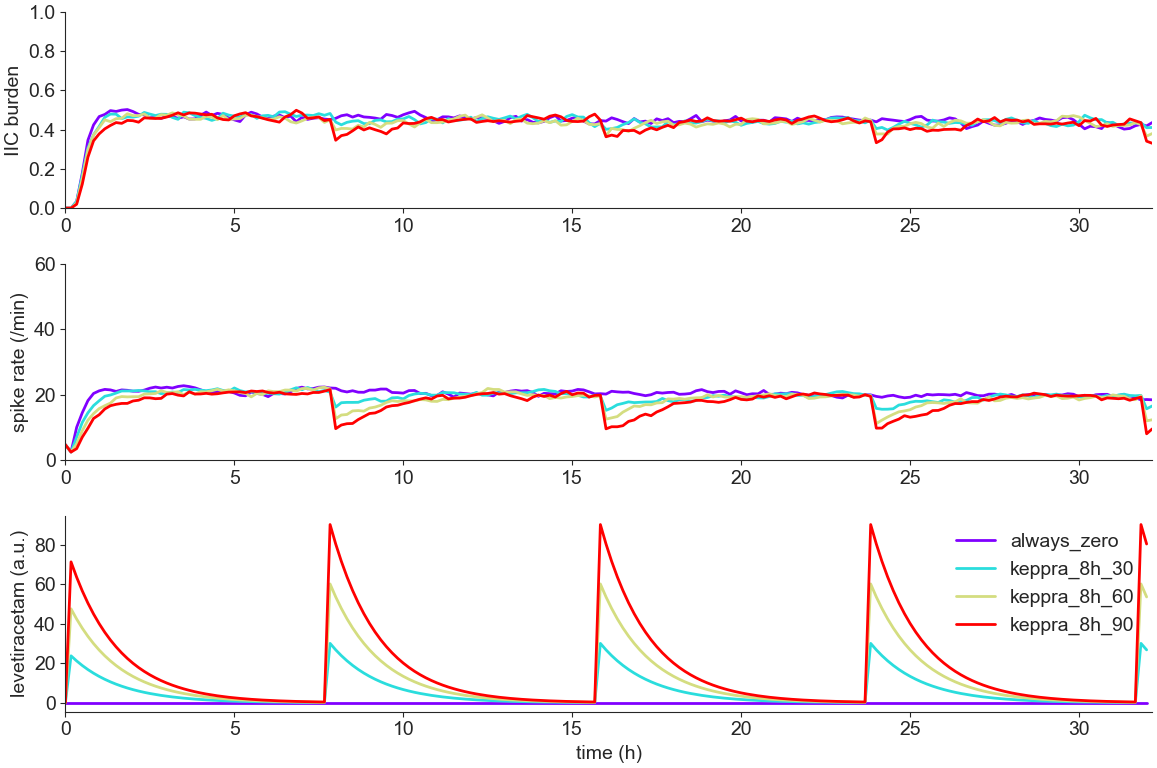 1.0
0.8
0.6
0.4
0.2
0.0
IIC burden
0 5 10 15 20 25 30
60
40
20
0
spike rate (/min)
0 5 10 15 20 25 30
80
60
40
20
0
levetiracetam (a.u.)
always_zero
keppra_8h_30
keppra_8h_60
keppra_8h_90
0 5 10 15 20 25 30
time (h)